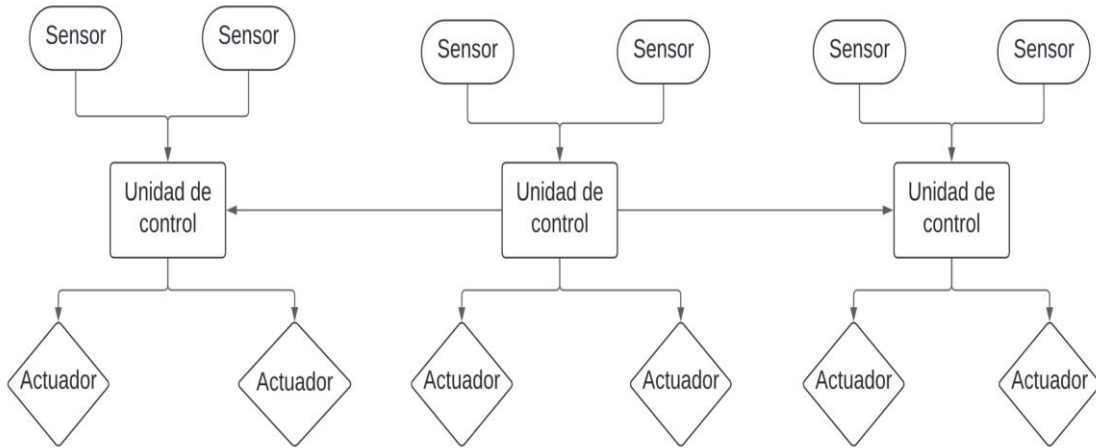 Sensor
Sensor
Sensor
Sensor
Sensor
Sensor
Unidad de
control
Unidad de
control
Unidad de
control
Actuador
Actuador
Actuador
Actuador
Actuador
Actuador